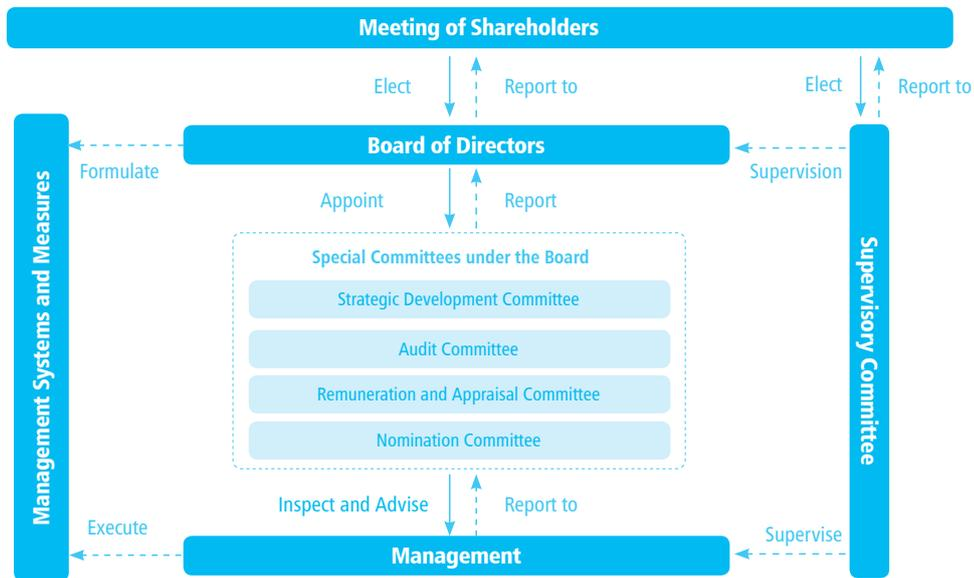 Meeting of Shareholders
Elect
Report to
Elect
Report to
Board of Directors
Formulate
Supervision
Appoint
Report
Management Systems and Measures
Supervisory Committee
Special Committees under the Board
Strategic Development Committee
Audit Committee
Remuneration and Appraisal Committee
Nomination Committee
Inspect and Advise
Report to
Execute
Supervise
Management